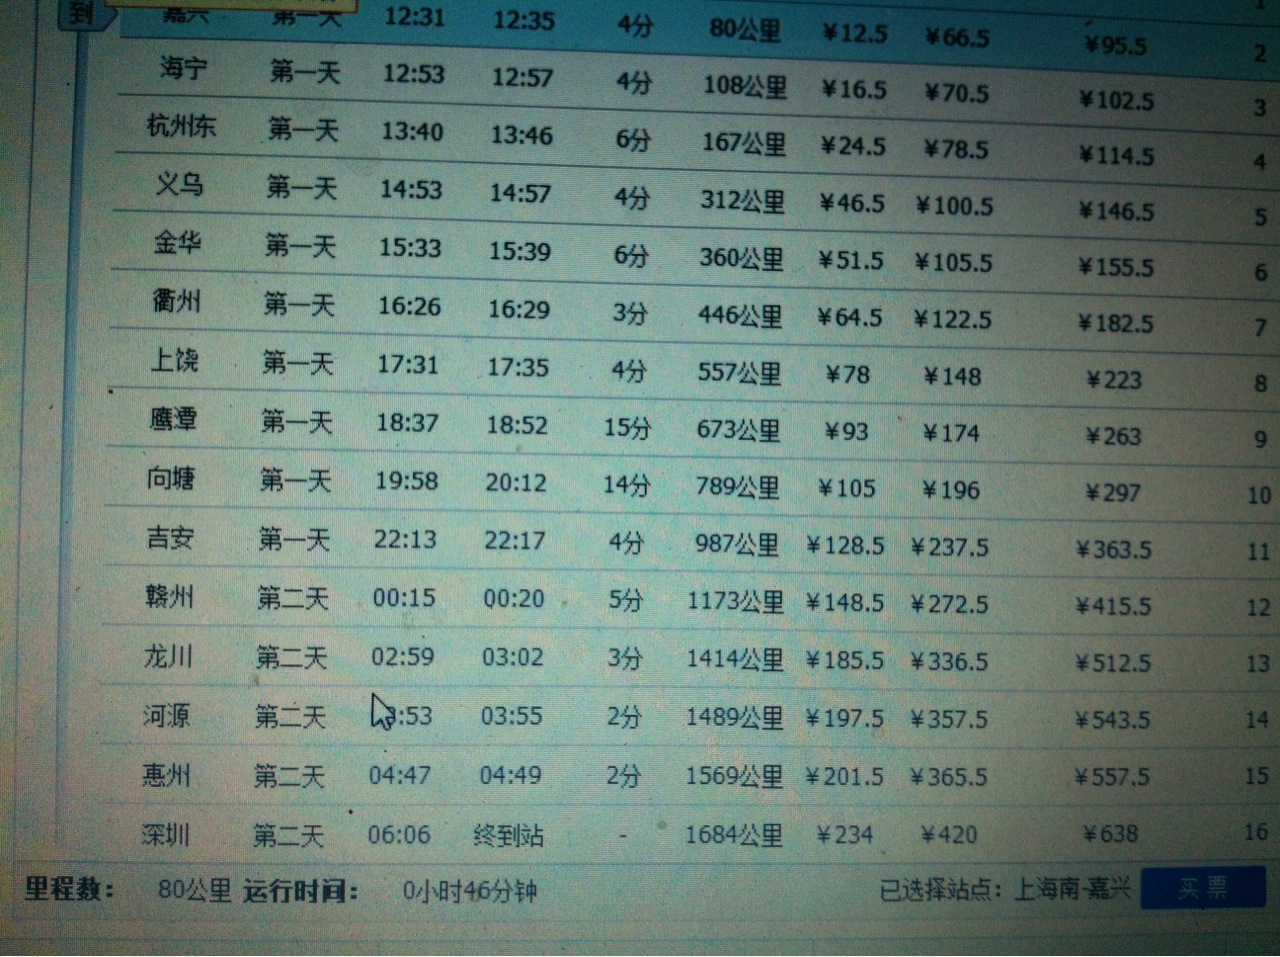 到
1
嘉兴 第一天 12:31 12:35 4分 80公里 ¥12.5 ¥66.5 ¥95.5 2
海宁 第一天 12:53 12:57 4分 108公里 ¥16.5 ¥70.5 ¥102.5 3
杭州东 第一天 13:40 13:46 6分 167公里 ¥24.5 ¥78.5 ¥114.5 4
义乌 第一天 14:53 14:57 4分 312公里 ¥46.5 ¥100.5 ¥146.5 5
金华 第一天 15:33 15:39 6分 360公里 ¥51.5 ¥105.5 ¥155.5 6
衢州 第一天 16:26 16:29 3分 446公里 ¥64.5 ¥122.5 ¥182.5 7
上饶 第一天 17:31 17:35 4分 557公里 ¥78 ¥148 ¥223 8
鹰潭 第一天 18:37 18:52 15分 673公里 ¥93 ¥174 ¥263 9
向塘 第一天 19:58 20:12 14分 789公里 ¥105 ¥196 ¥297 10
吉安 第一天 22:13 22:17 4分 987公里 ¥128.5 ¥237.5 ¥363.5 11
赣州 第二天 00:15 00:20 5分 1173公里 ¥148.5 ¥272.5 ¥415.5 12
龙川 第二天 02:59 03:02 3分 1414公里 ¥185.5 ¥336.5 ¥512.5 13
河源 第二天 :53 03:55 2分 1489公里 ¥197.5 ¥357.5 ¥543.5 14
惠州 第二天 04:47 04:49 2分 1569公里 ¥201.5 ¥365.5 ¥557.5 15
深圳 第二天 06:06 终到站 - 1684公里 ¥234 ¥420 ¥638 16
里程数： 80公里 运行时间： 0小时46分钟 已选择站点：上海南-嘉兴 买票